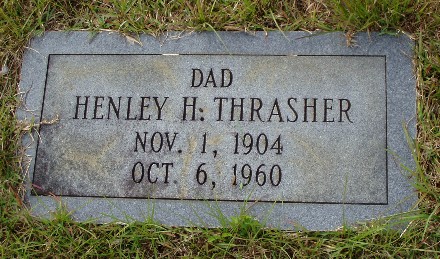 DAD
HENLEY H. THRASHER
NOV. 1, 1904
OCT. 6, 1960